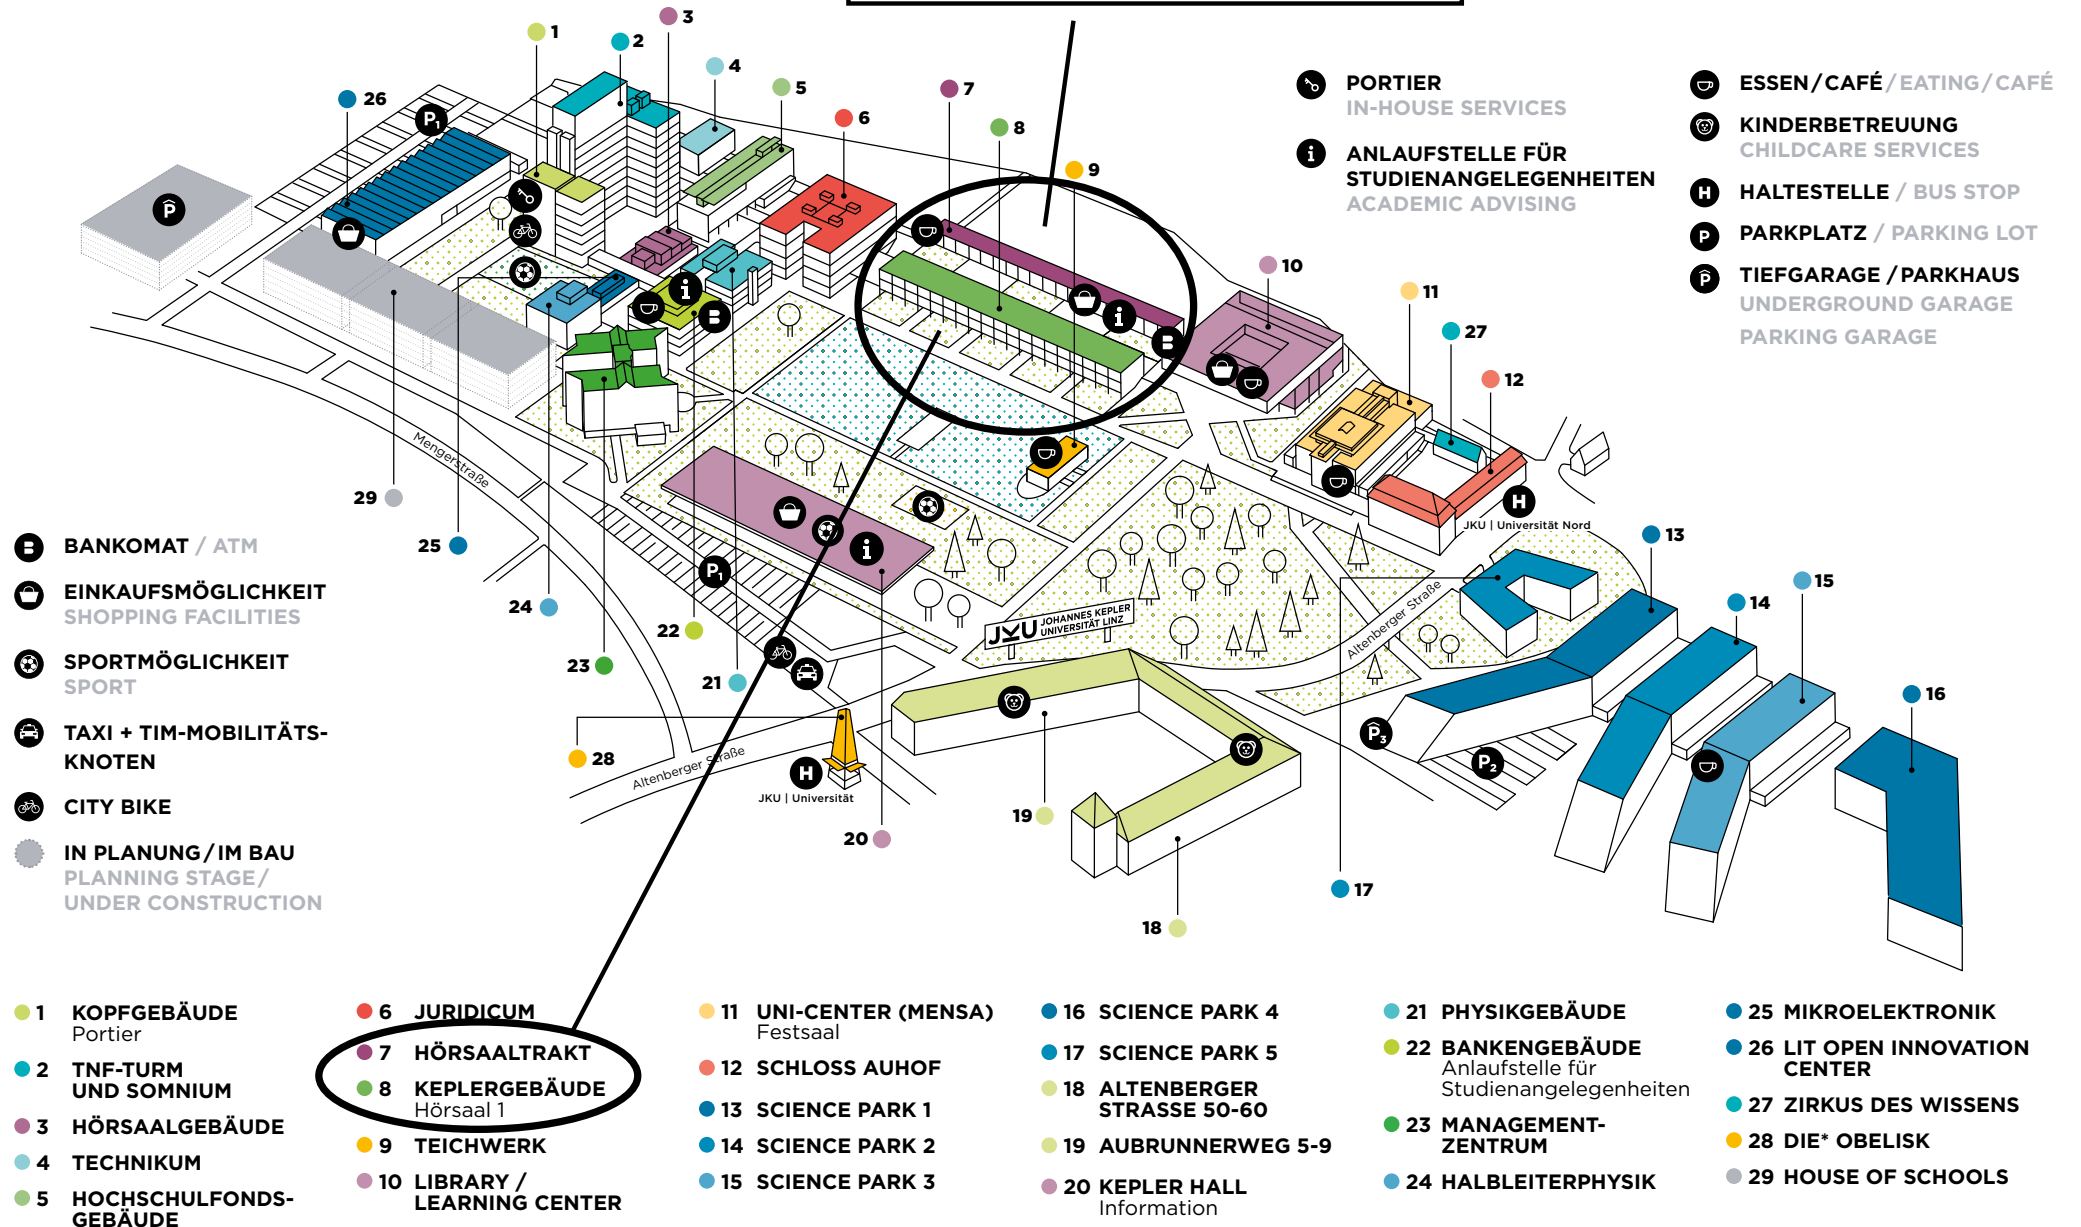 1
2
3
4
5
6
7
8
9
10
11
27
12
26
P1
P
PORTIER
IN-HOUSE SERVICES
i ANLAUFSTELLE FÜR
STUDIENANGELEGENHEITEN
ACADEMIC ADVISING
ESSEN/CAFÉ/EATING/CAFÉ
KINDERBETREUUNG
CHILDCARE SERVICES
H HALTESTELLE / BUS STOP
P PARKPLATZ / PARKING LOT
P TIEFGARAGE/PARKHAUS
UNDERGROUND GARAGE
PARKING GARAGE
i
B
i
B
Mengerstraße
29
25
24
23
22
21
28
20
19
18
17
13
14
15
16
i
P1
H
JKU | Universität Nord
JKU JOHANNES KEPLER
UNIVERSITÄT LINZ
Altenberger Straße
Altenberger Straße
H
JKU | Universität
P3
P2
B BANKOMAT / ATM
EINKAUFSMÖGLICHKEIT
SHOPPING FACILITIES
SPORTMÖGLICHKEIT
SPORT
TAXI + TIM-MOBILITÄTS-
KNOTEN
CITY BIKE
IN PLANUNG/IM BAU
PLANNING STAGE/
UNDER CONSTRUCTION
1 KOPFGEBÄUDE
Portier
2 TNF-TURM
UND SOMNIUM
3 HÖRSAALGEBÄUDE
4 TECHNIKUM
5 HOCHSCHULFONDS-
GEBÄUDE
6 JURIDICUM
7 HÖRSAALTRAKT
8 KEPLERGEBÄUDE
Hörsaal 1
9 TEICHWERK
10 LIBRARY /
LEARNING CENTER
11 UNI-CENTER (MENSA)
Festsaal
12 SCHLOSS AUHOF
13 SCIENCE PARK 1
14 SCIENCE PARK 2
15 SCIENCE PARK 3
16 SCIENCE PARK 4
17 SCIENCE PARK 5
18 ALTENBERGER
STRASSE 50-60
19 AUBRUNNERWEG 5-9
20 KEPLER HALL
Information
21 PHYSIKGEBÄUDE
22 BANKENGEBÄUDE
Anlaufstelle für
Studienangelegenheiten
23 MANAGEMENT-
ZENTRUM
24 HALBLEITERPHYSIK
25 MIKROELEKTRONIK
26 LIT OPEN INNOVATION
CENTER
27 ZIRKUS DES WISSENS
28 DIE* OBELISK
29 HOUSE OF SCHOOLS